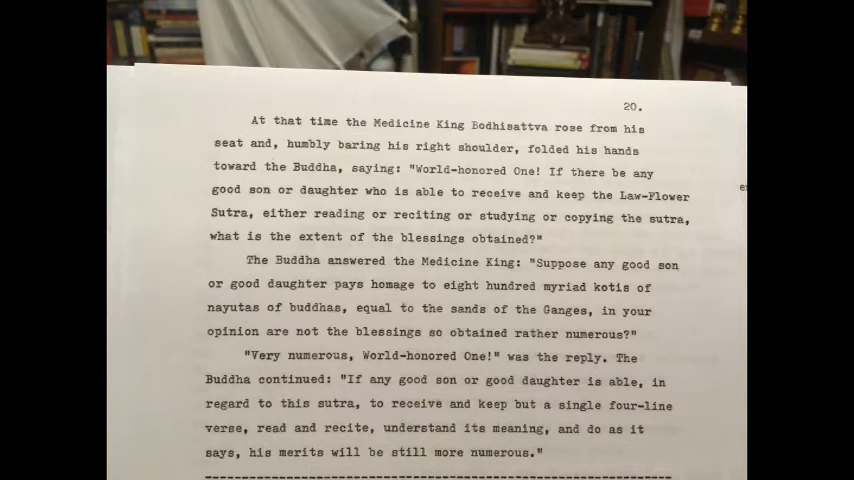 20.
At that time the Medicine King Bodhisattva rose from his
seat and, humbly baring his right shoulder, folded his hands
toward the Buddha, saying: "World-honored One! If there be any
good son or daughter who is able to receive and keep the Law-Flower
Sutra, either reading or reciting or studying or copying the sutra,
what is the extent of the blessings obtained?"
The Buddha answered the Medicine King: "Suppose any good son
or good daughter pays homage to eight hundred myriad kotis of
nayutas of buddhas, equal to the sands of the Ganges, in your
opinion are not the blessings so obtained rather numerous?"
"Very numerous, World-honored One!" was the reply. The
Buddha continued: "If any good son or good daughter is able, in
regard to this sutra, to receive and keep but a single four-line
verse, read and recite, understand its meaning, and do as it
says, his merits will be still more numerous."